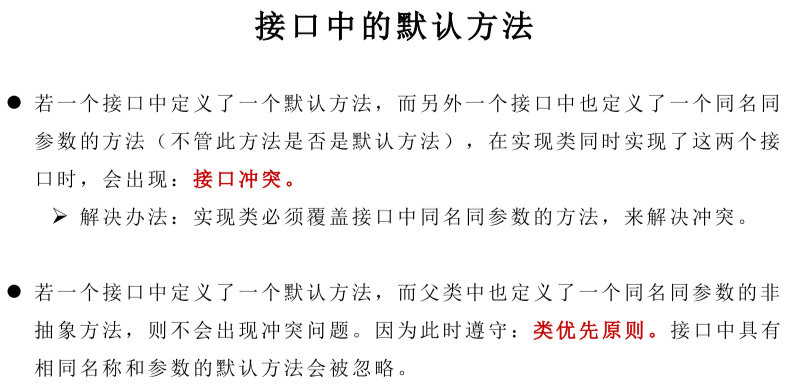 接口中的默认方法
● 若一个接口中定义了一个默认方法，而另外一个接口中也定义了一个同名同
参数的方法（不管此方法是否是默认方法），在实现类同时实现了这两个接
口时，会出现：接口冲突。
➢ 解决办法：实现类必须覆盖接口中同名同参数的方法，来解决冲突。
● 若一个接口中定义了一个默认方法，而父类中也定义了一个同名同参数的非
抽象方法，则不会出现冲突问题。因为此时遵守：类优先原则。接口中具有
相同名称和参数的默认方法会被忽略。